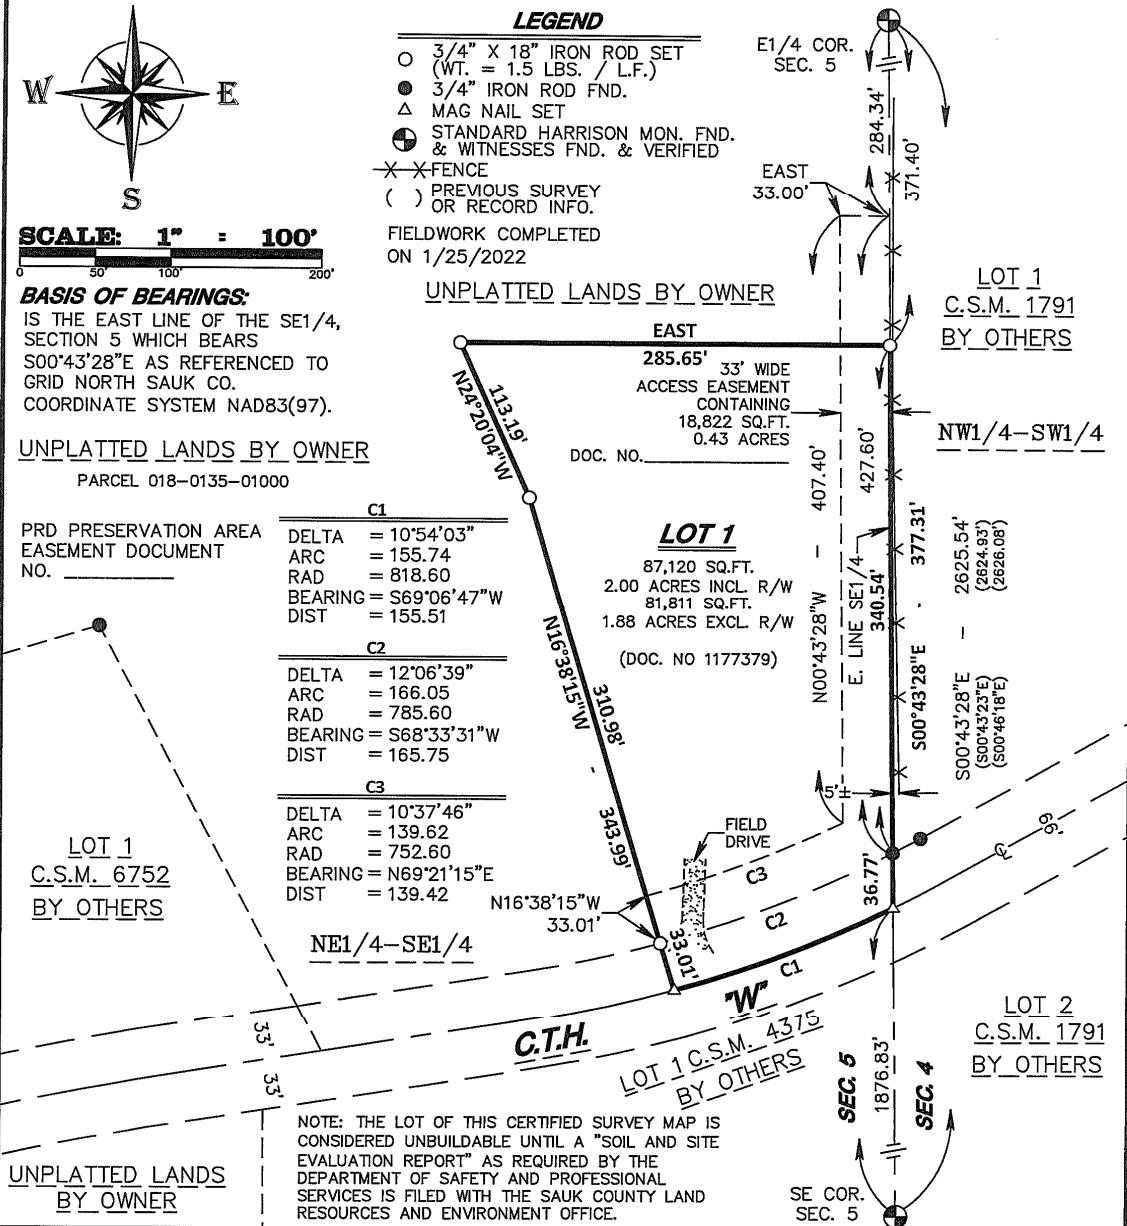 W E
S
SCALE: 1" : 100'
0 50' 100' 200'
BASIS OF BEARINGS:
IS THE EAST LINE OF THE SE1/4,
SECTION 5 WHICH BEARS
S00°43'28"E AS REFERENCED TO
GRID NORTH SAUK CO.
COORDINATE SYSTEM NAD83(97).
LEGEND
3/4" X 18" IRON ROD SET
(WT. = 1.5 LBS. / L.F.)
3/4" IRON ROD FND.
MAG NAIL SET
STANDARD HARRISON MON. FND.
& WITNESSES FND. & VERIFIED
X X FENCE
( ) PREVIOUS SURVEY
OR RECORD INFO.
FIELDWORK COMPLETED
ON 1/25/2022
E1/4 COR.
SEC. 5
284.34'
371.40'
EAST
33.00'
UNPLATTED LANDS BY OWNER
LOT 1
C.S.M. 1791
BY OTHERS
EAST
285.65'
33' WIDE
ACCESS EASEMENT
CONTAINING
18,822 SQ.FT.
0.43 ACRES
DOC. NO.
NW1/4-SW1/4
113.19'
N24°20'04"W
UNPLATTED LANDS BY OWNER
PARCEL 018-0135-01000
PRD PRESERVATION AREA
EASEMENT DOCUMENT
NO.
C1
DELTA = 10°54'03"
ARC = 155.74
RAD = 818.60
BEARING = S69°06'47"W
DIST = 155.51
C2
DELTA = 12°06'39"
ARC = 166.05
RAD = 785.60
BEARING = S68°33'31"W
DIST = 165.75
C3
DELTA = 10°37'46"
ARC = 139.62
RAD = 752.60
BEARING = N69°21'15"E
DIST = 139.42
LOT 1
87,120 SQ.FT.
2.00 ACRES INCL. R/W
81,811 SQ.FT.
1.88 ACRES EXCL. R/W
(DOC. NO 1177379)
N00°43'28"W - 407.40'
427.60'
E. LINE SE1/4
340.54'
S00°43'28"E - 377.31'
S00°43'28"E - 2625.54'
(S00°43'23"E) (2624.93')
(S00°46'18"E) (2626.08')
310.98'
N16°38'15"W - 343.99'
5'±
FIELD
DRIVE
LOT 1
C.S.M. 6752
BY OTHERS
N16°38'15"W
33.01'
33.01'
NE1/4-SE1/4
C3
C2
C1
36.77'
66'
CL
33'
33'
C.T.H. "W"
LOT 1 C.S.M. 4375
BY OTHERS
LOT 2
C.S.M. 1791
BY OTHERS
SEC. 5
1876.83'
SEC. 4
NOTE: THE LOT OF THIS CERTIFIED SURVEY MAP IS
CONSIDERED UNBUILDABLE UNTIL A "SOIL AND SITE
EVALUATION REPORT" AS REQUIRED BY THE
DEPARTMENT OF SAFETY AND PROFESSIONAL
SERVICES IS FILED WITH THE SAUK COUNTY LAND
RESOURCES AND ENVIRONMENT OFFICE.
UNPLATTED LANDS
BY OWNER
SE COR.
SEC. 5